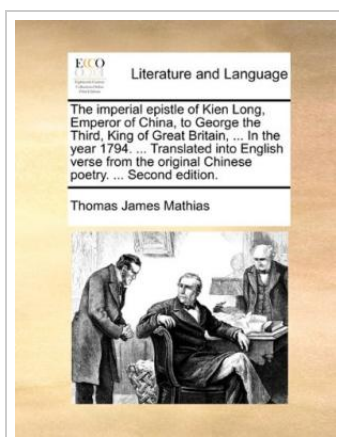 ECCO
Literature and Language
The imperial epistle of Kien Long,
Emperor of China, to George the
Third, King of Great Britain, ... In the
year 1794. ... Translated into English
verse from the original Chinese
poetry. ... Second edition.
Thomas James Mathias